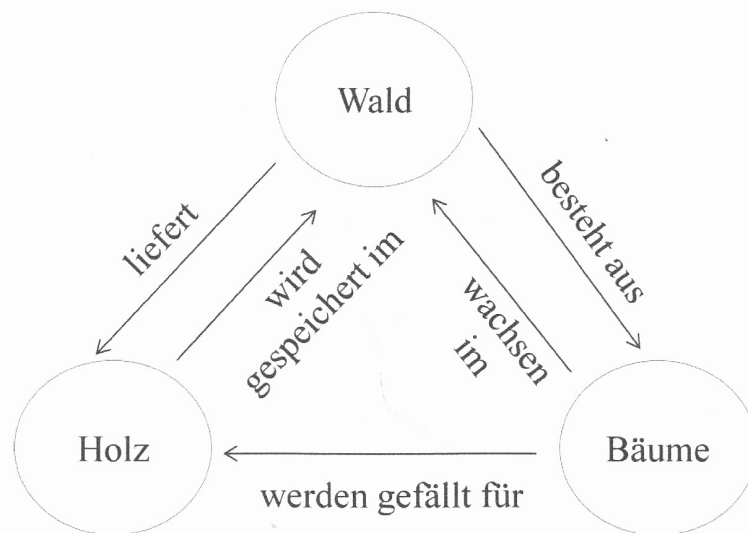 Wald
liefert
wird
gespeichert im
besteht aus
wachsen
im
Holz
Bäume
werden gefällt für